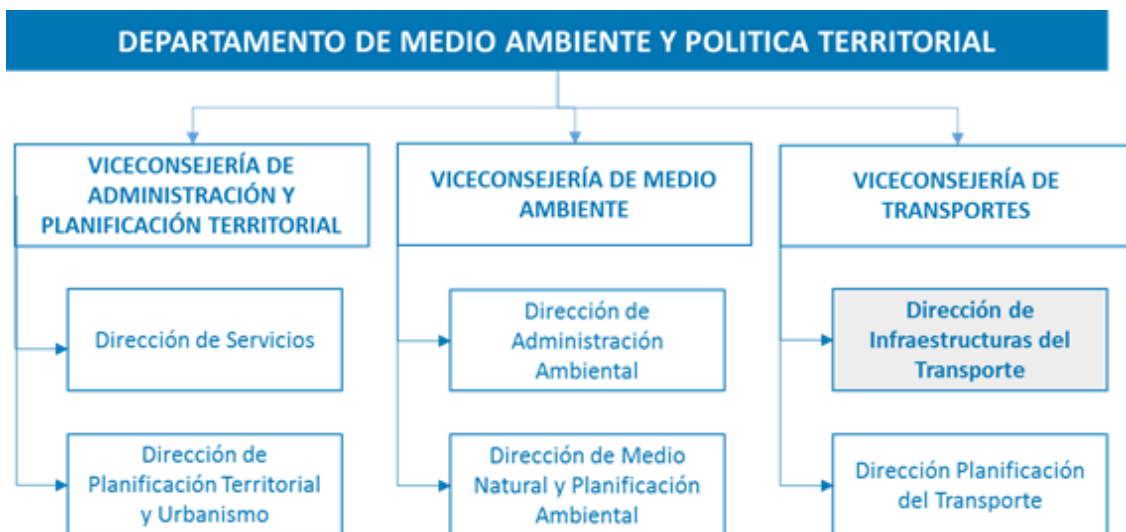 DEPARTAMENTO DE MEDIO AMBIENTE Y POLITICA TERRITORIAL
VICECONSEJERÍA DE
ADMINISTRACIÓN Y
PLANIFICACIÓN TERRITORIAL
Dirección de Servicios
Dirección de
Planificación Territorial
y Urbanismo
VICECONSEJERÍA DE MEDIO
AMBIENTE
Dirección de
Administración
Ambiental
Dirección de Medio
Natural y Planificación
Ambiental
VICECONSEJERÍA DE
TRANSPORTES
Dirección de
Infraestructuras del
Transporte
Dirección Planificación
del Transporte